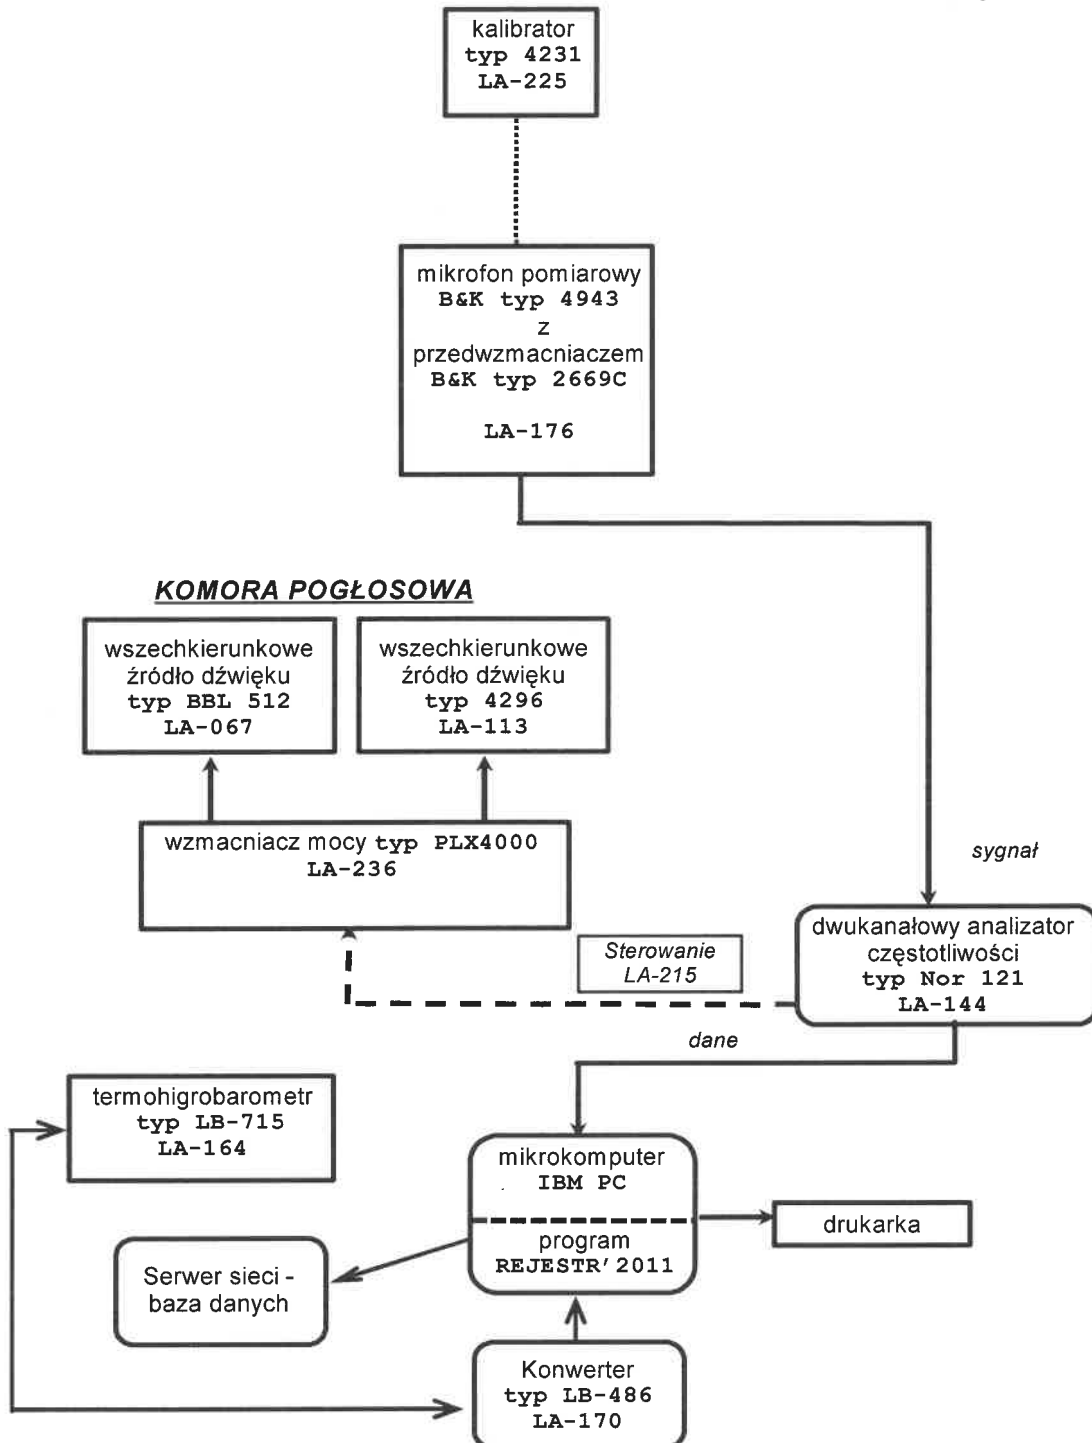 kalibrator
typ 4231
LA-225
mikrofon pomiarowy
B&K typ 4943
z
przedwzmacniaczem
B&K typ 2669C
LA-176
KOMORA POGŁOSOWA
wszechkierunkowe
źródło dźwięku
typ BBL 512
LA-067
wszechkierunkowe
źródło dźwięku
typ 4296
LA-113
wzmacniacz mocy typ PLX4000
LA-236
sygnał
Sterowanie
LA-215
dwukanałowy analizator
częstotliwości
typ Nor 121
LA-144
dane
termohigrobarometr
typ LB-715
LA-164
mikrokomputer
IBM PC
program
REJESTR'2011
drukarka
Serwer sieci -
baza danych
Konwerter
typ LB-486
LA-170